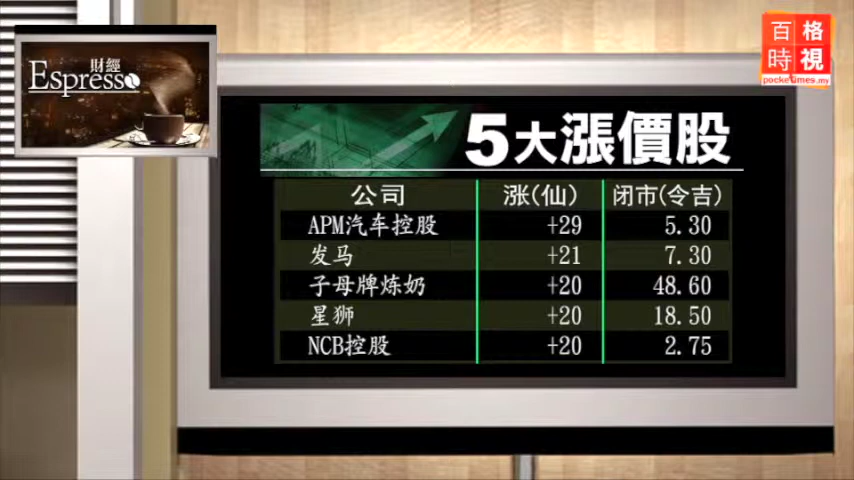 財經
Espresso
百格
時視
pocketimes.my
5大漲價股
公司 涨(仙) 闭市(令吉)
APM汽车控股 +29 5.30
发马 +21 7.30
子母牌炼奶 +20 48.60
星狮 +20 18.50
NCB控股 +20 2.75